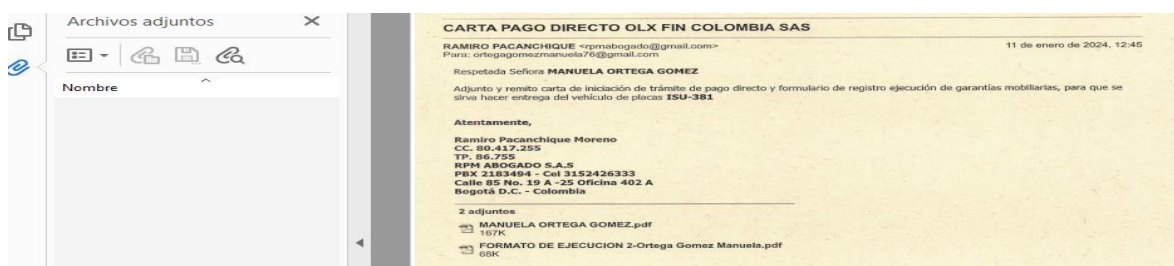 Archivos adjuntos
Nombre
CARTA PAGO DIRECTO OLX FIN COLOMBIA SAS
RAMIRO PACANCHIQUE <rpmabogado@gmail.com>
11 de enero de 2024, 12:45
Para: ortegagomezmanuela76@gmail.com
Respetada Señora MANUELA ORTEGA GOMEZ
Adjunto y remito carta de iniciación de trámite de pago directo y formulario de registro ejecución de garantías mobiliarias, para que se
sirva hacer entrega del vehículo de placas ISU-381
Atentamente,
Ramiro Pacanchique Moreno
CC. 80.417.255
TP. 86.755
RPM ABOGADO S.A.S
PBX 2183494 - Cel 3152426333
Calle 85 No. 19 A -25 Oficina 402 A
Bogotá D.C. - Colombia
2 adjuntos
MANUELA ORTEGA GOMEZ.pdf
167K
FORMATO DE EJECUCION 2-Ortega Gomez Manuela.pdf
68K